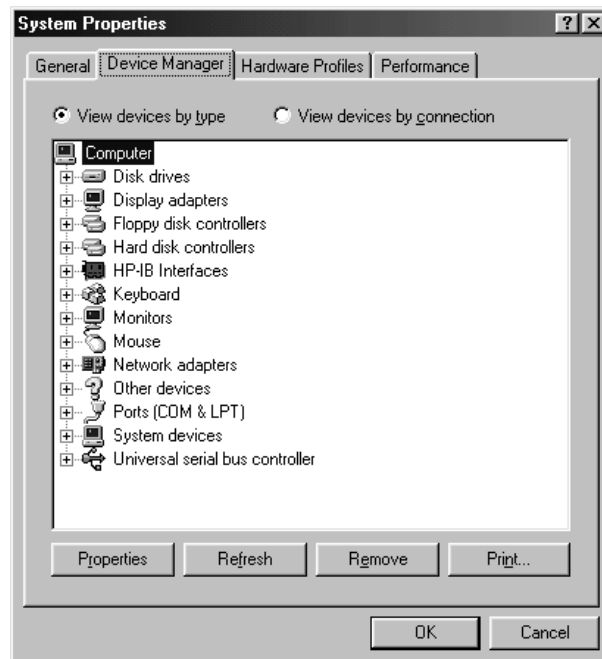 System Properties
General Device Manager Hardware Profiles Performance
View devices by type View devices by connection
Computer
Disk drives
Display adapters
Floppy disk controllers
Hard disk controllers
HP-IB Interfaces
Keyboard
Monitors
Mouse
Network adapters
Other devices
Ports (COM & LPT)
System devices
Universal serial bus controller
Properties Refresh Remove Print...
OK Cancel